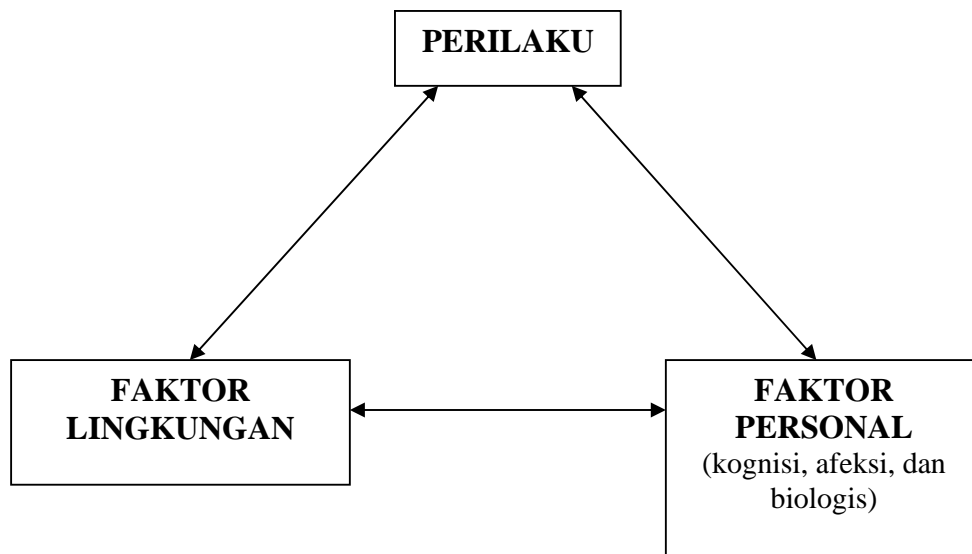 PERILAKU
FAKTOR
LINGKUNGAN
FAKTOR
PERSONAL
(kognisi, afeksi, dan
biologis)